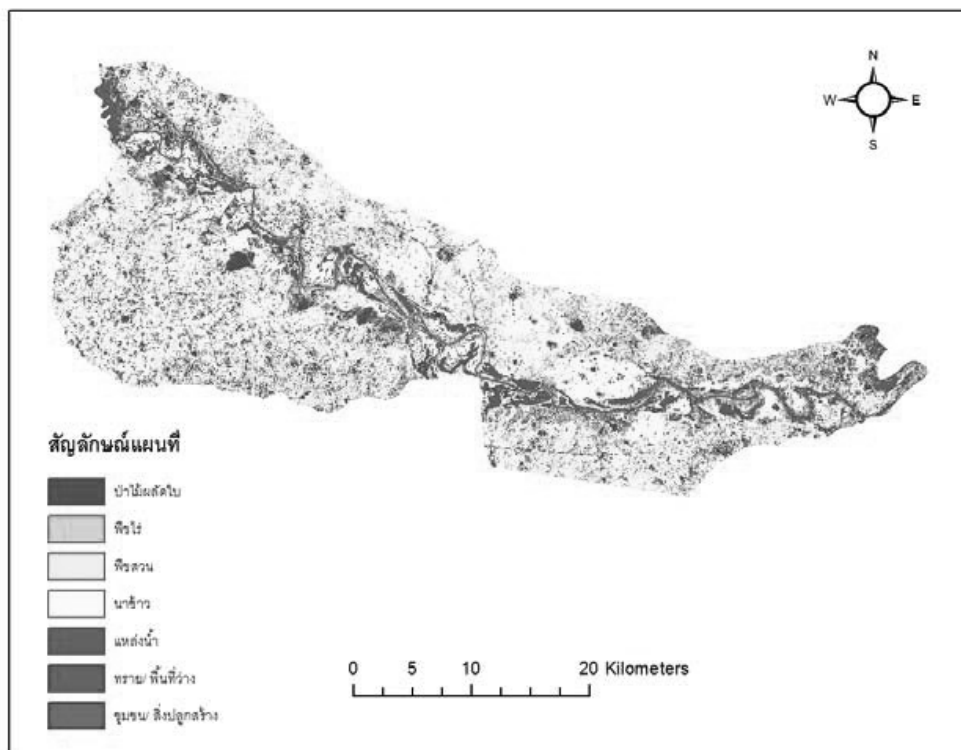 N
W E
S
สัญลักษณ์แผนที่
ป่าไม้ผลัดใบ
พืชไร่
พืชสวน
นาข้าว
แหล่งน้ำ
ทราย/ พื้นที่ว่าง
ชุมชน/ สิ่งปลูกสร้าง
0 5 10 20 Kilometers